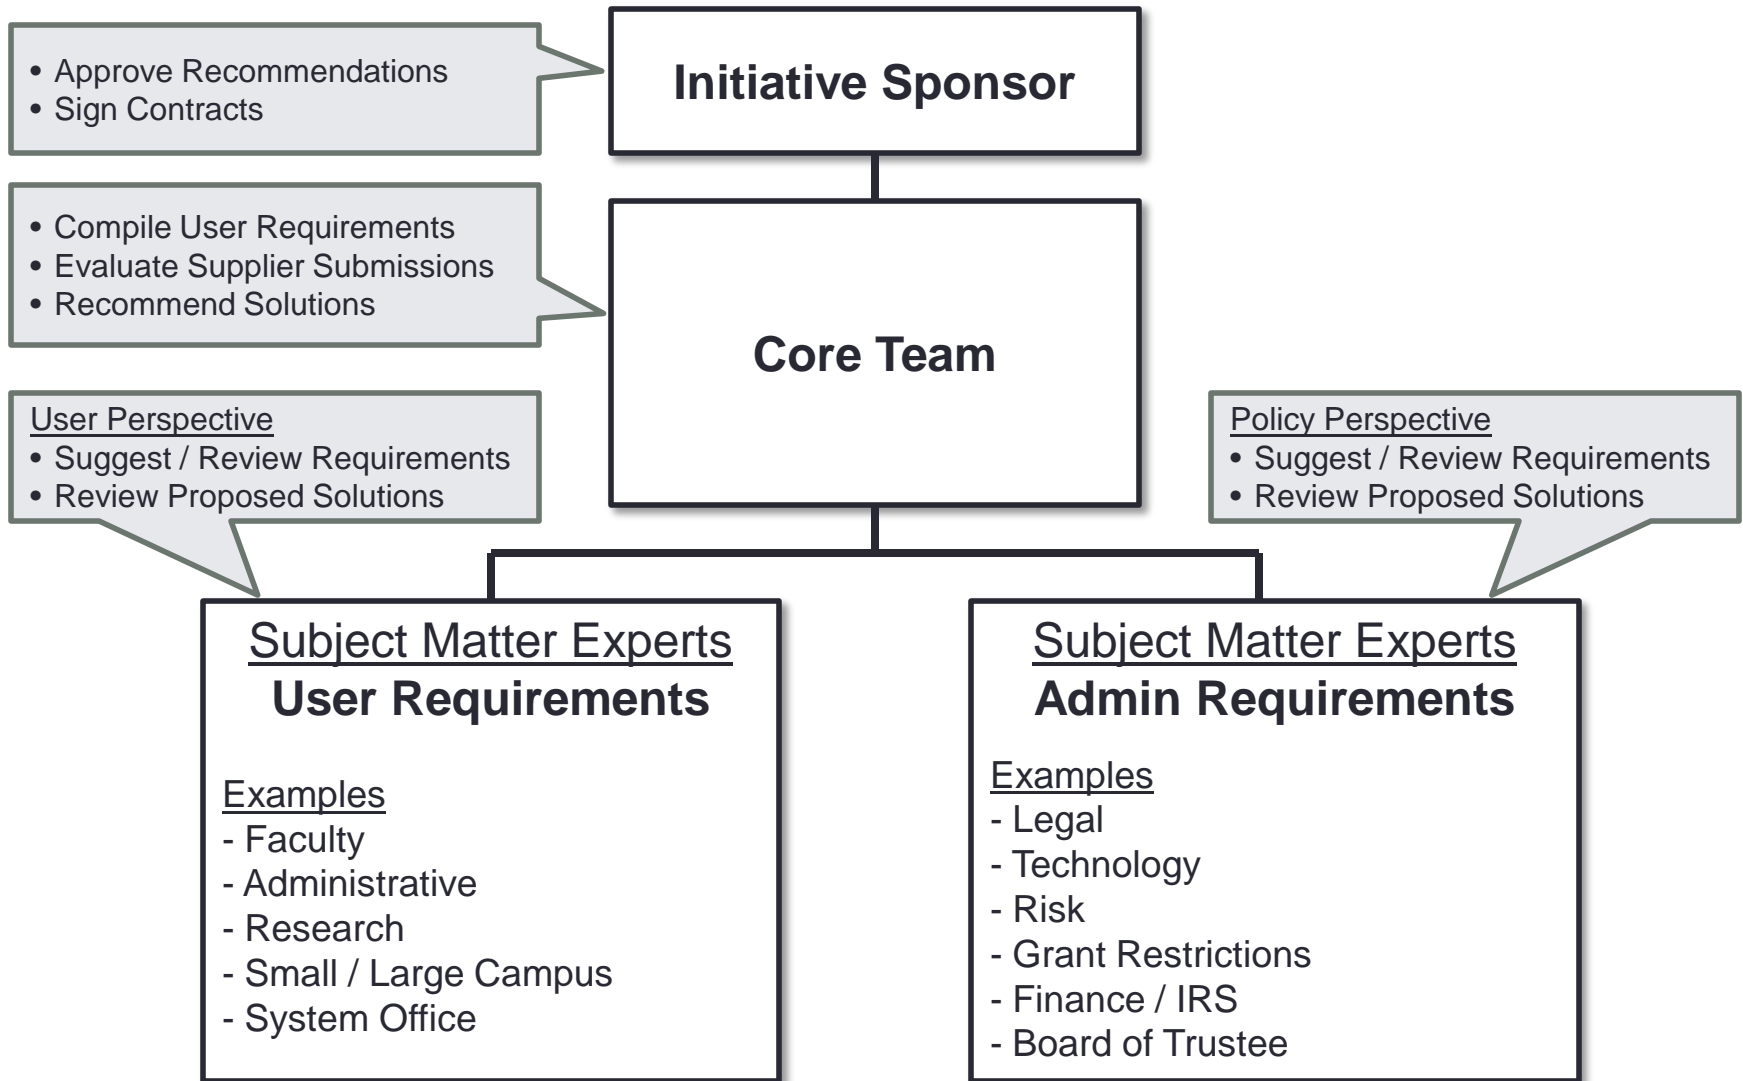 • Approve Recommendations
• Sign Contracts
Initiative Sponsor
• Compile User Requirements
• Evaluate Supplier Submissions
• Recommend Solutions
Core Team
User Perspective
• Suggest / Review Requirements
• Review Proposed Solutions
Policy Perspective
• Suggest / Review Requirements
• Review Proposed Solutions
Subject Matter Experts
User Requirements
Examples
- Faculty
- Administrative
- Research
- Small / Large Campus
- System Office
Subject Matter Experts
Admin Requirements
Examples
- Legal
- Technology
- Risk
- Grant Restrictions
- Finance / IRS
- Board of Trustee